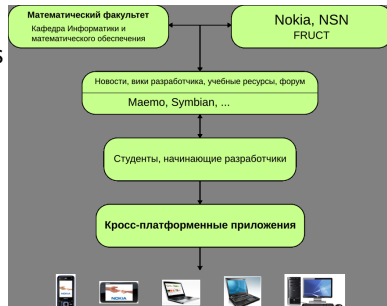 Математический факультет
Кафедра Информатики и
математического обеспечения
Nokia, NSN
FRUCT
s
Новости, вики разработчика, учебные ресурсы, форум
Maemo, Symbian, ...
Студенты, начинающие разработчики
Кросс-платформенные приложения
NOKIA